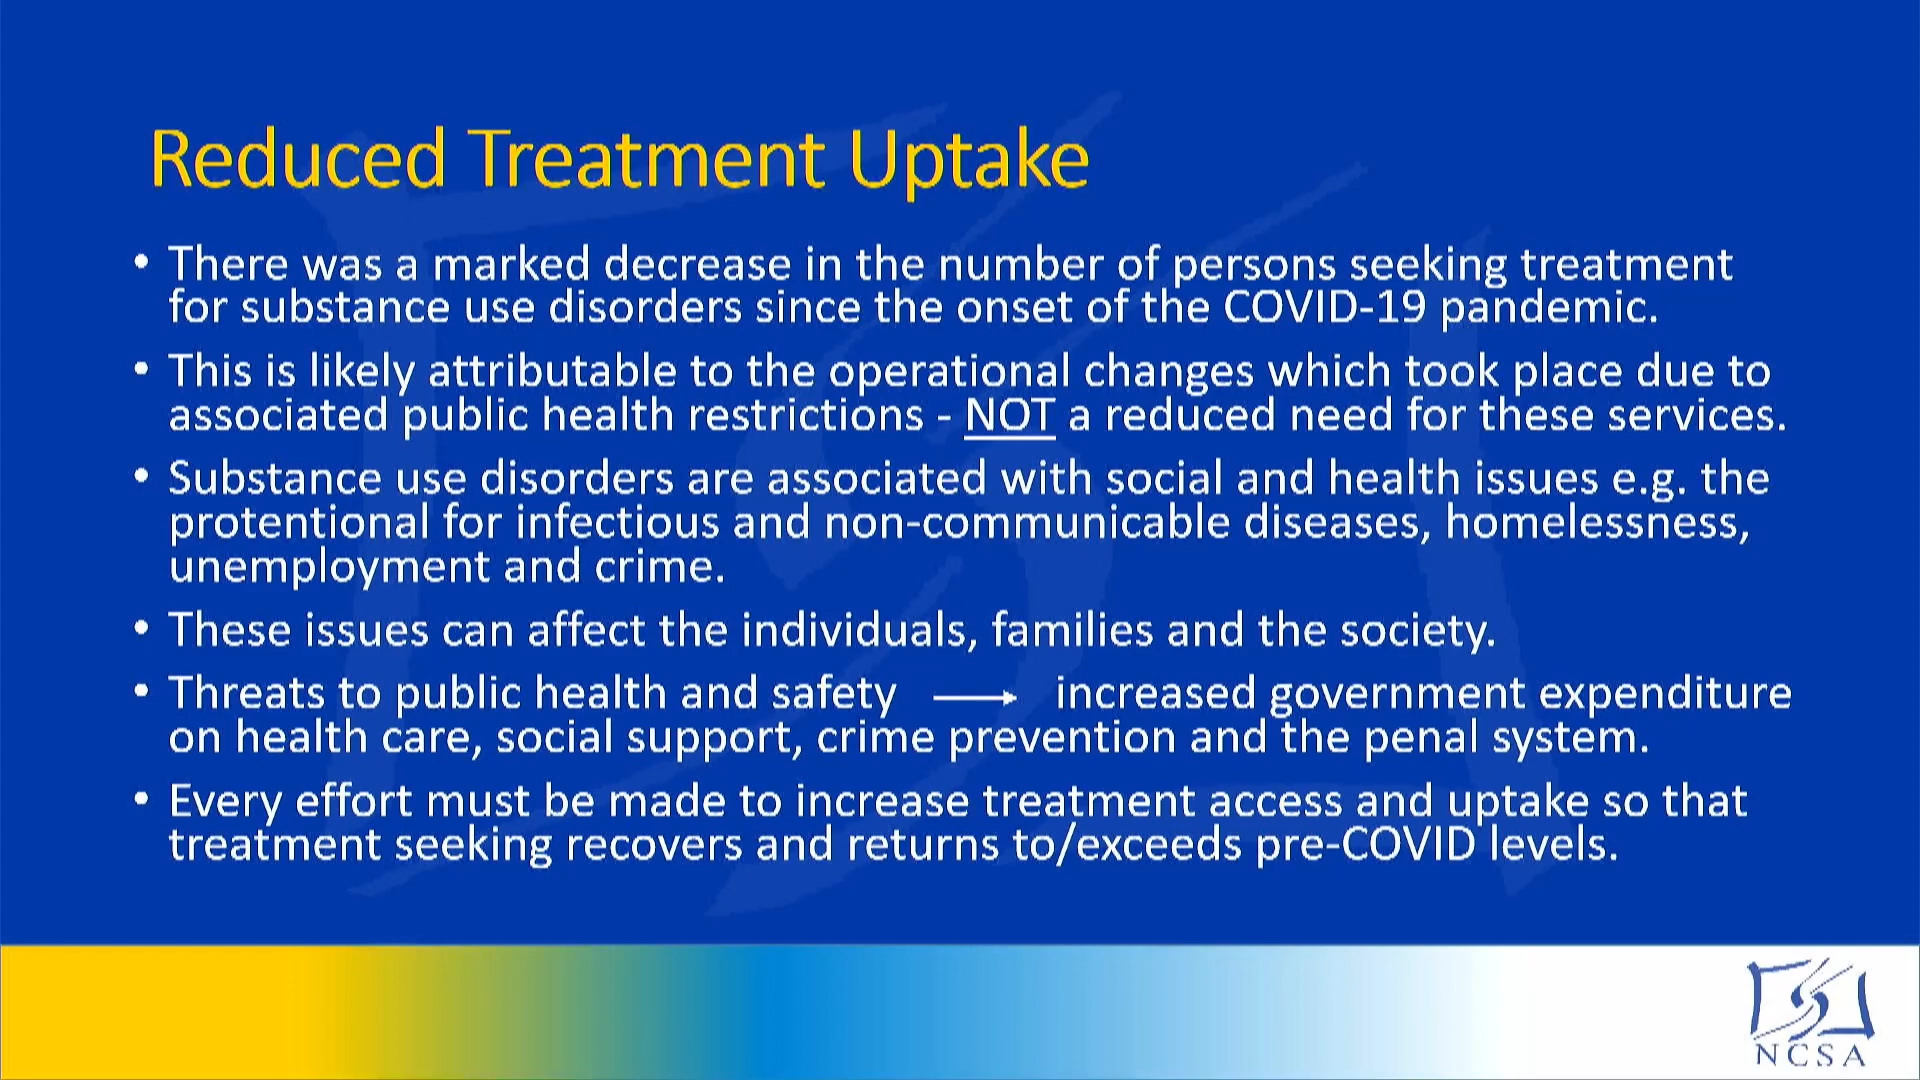 Reduced Treatment Uptake
• There was a marked decrease in the number of persons seeking treatment
for substance use disorders since the onset of the COVID-19 pandemic.
• This is likely attributable to the operational changes which took place due to
associated public health restrictions - NOT a reduced need for these services.
• Substance use disorders are associated with social and health issues e.g. the
protentional for infectious and non-communicable diseases, homelessness,
unemployment and crime.
• These issues can affect the individuals, families and the society.
• Threats to public health and safety → increased government expenditure
on health care, social support, crime prevention and the penal system.
• Every effort must be made to increase treatment access and uptake so that
treatment seeking recovers and returns to/exceeds pre-COVID levels.
NCSA